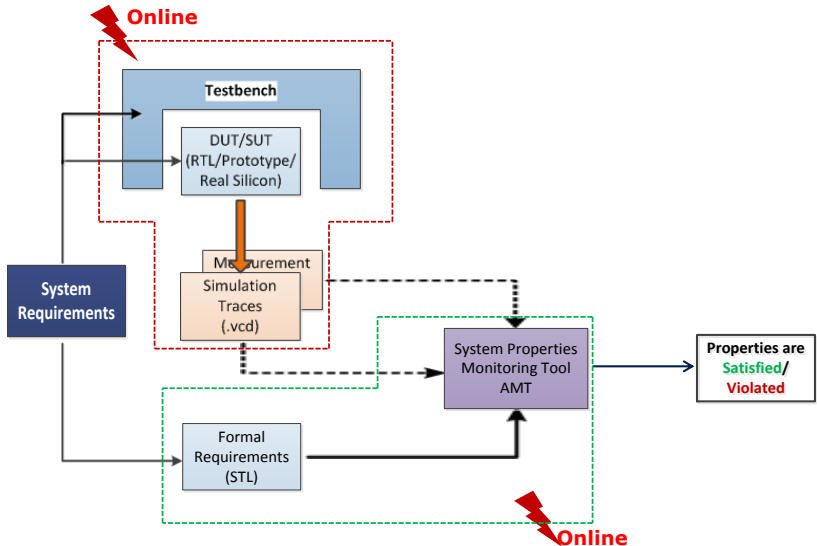 Online
Testbench
DUT/SUT
(RTL/Prototype/
Real Silicon)
Measurement
Simulation
Traces
(.vcd)
System
Requirements
System Properties
Monitoring Tool
AMT
Properties are
Satisfied/
Violated
Formal
Requirements
(STL)
Online